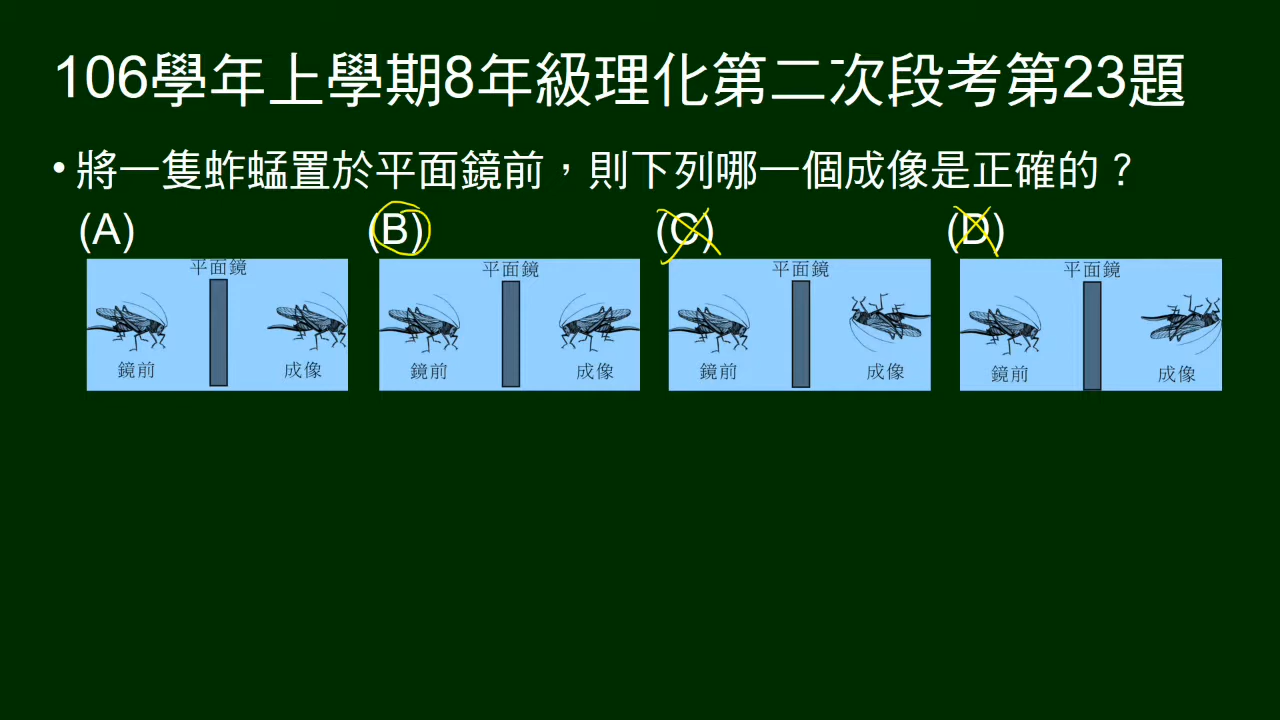 106學年上學期8年級理化第二次段考第23題
•將一隻蚱蜢置於平面鏡前，則下列哪一個成像是正確的？
(A) (B) (C) (D)
平面鏡 平面鏡 平面鏡 平面鏡
鏡前 成像 鏡前 成像 鏡前 成像 鏡前 成像